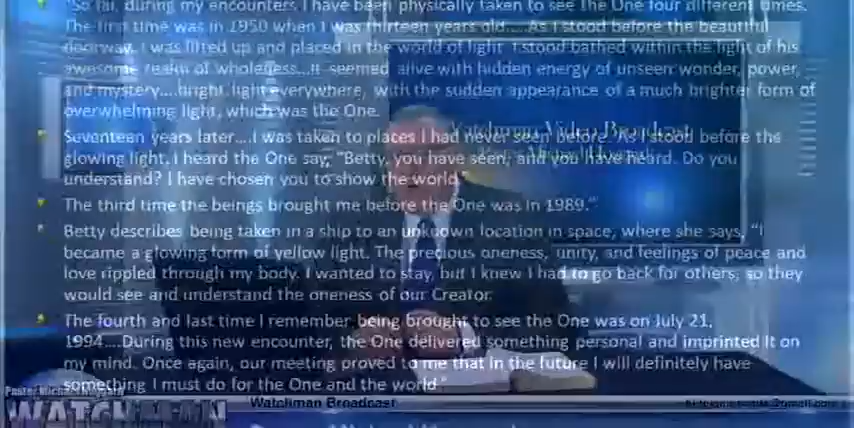 "So far, during my encounters I have been physically taken to see the One four different times.
The first time was in 1950 when I was thirteen years old.....As I stood before the beautiful
doorway, I was lifted up and placed in the world of light. I stood bathed within the light of his
awesome realm of wholeness....It seemed alive with hidden energy of unseen wonder, power,
and mystery....bright light everywhere, with the sudden appearance of a much brighter form of
overwhelming light, which was the One.
Seventeen years later....I was taken to places I had never seen before. As I stood before the
glowing light, I heard the One say, "Betty, you have seen, and you have heard. Do you
understand? I have chosen you to show the world."
The third time the beings brought me before the One was in 1989."
Betty describes being taken in a ship to an unknown location in space, where she says, "I
became a glowing form of yellow light. The precious oneness, unity, and feelings of peace and
love rippled through my body. I wanted to stay, but I knew I had to go back for others, so they
would see and understand the oneness of our Creator.
The fourth and last time I remember being brought to see the One was on July 21,
1994....During this new encounter, the One delivered something personal and imprinted it on
my mind. Once again, our meeting proved to me that in the future I will definitely have
something I must do for the One and the world."
Watchman Video Broadcast
Pastor Michael Hoggard
WATCHMAN
Watchman Broadcast